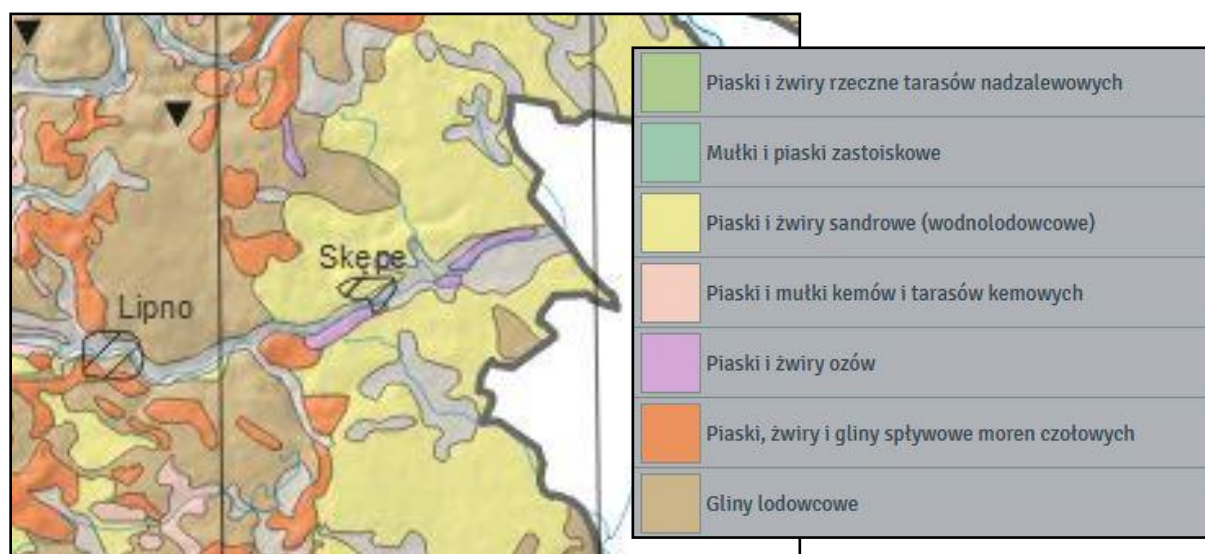 Skępe
Lipno
Piaski i żwiry rzeczne tarasów nadzalewowych
Mułki i piaski zastoiskowe
Piaski i żwiry sandrowe (wodnolodowcowe)
Piaski i mułki kemów i tarasów kemowych
Piaski i żwiry ozów
Piaski, żwiry i gliny spływowe moren czołowych
Gliny lodowcowe